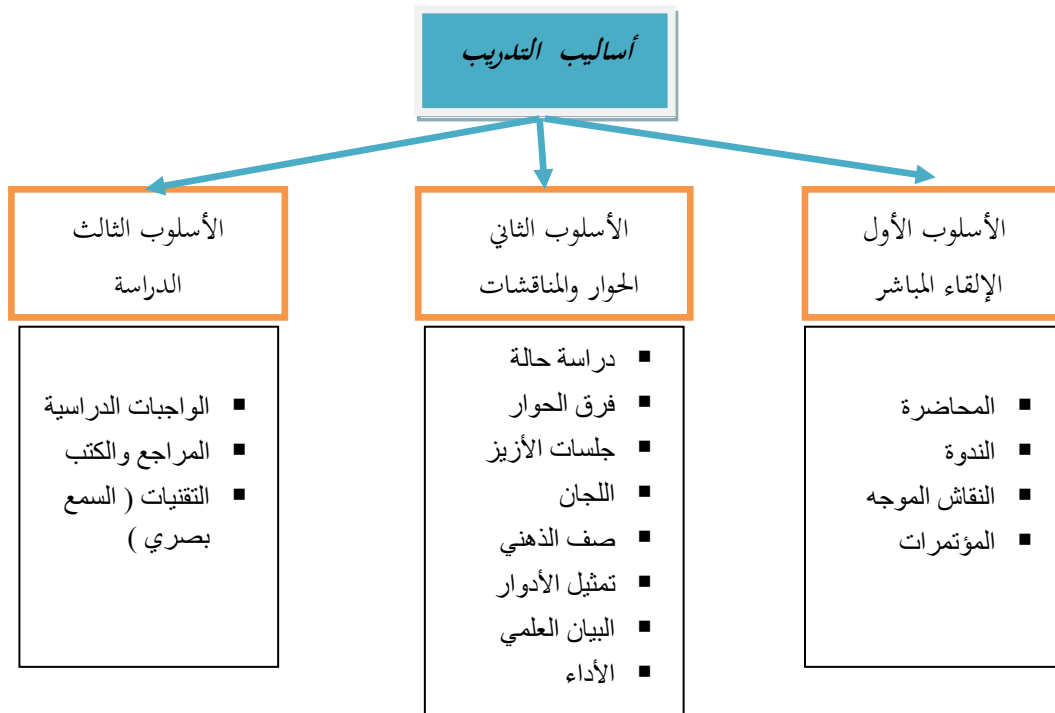 أساليب التدريب
الأسلوب الأول
الإلقاء المباشر
▪ المحاضرة
▪ الندوة
▪ النقاش الموجه
▪ المؤتمرات
الأسلوب الثاني
الحوار والمناقشات
▪ دراسة حالة
▪ فرق الحوار
▪ جلسات الأزيز
▪ اللجان
▪ صف الذهني
▪ تمثيل الأدوار
▪ البيان العلمي
▪ الأداء
الأسلوب الثالث
الدراسة
▪ الواجبات الدراسية
▪ المراجع والكتب
▪ التقنيات ( السمع
بصري )